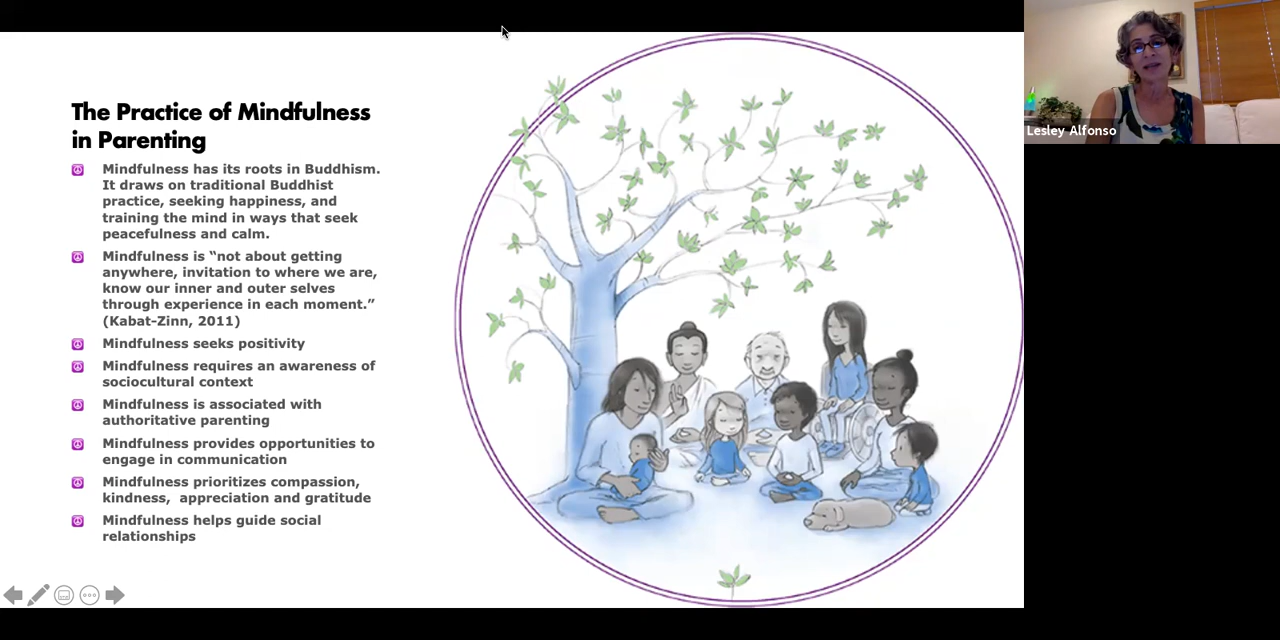 The Practice of Mindfulness
in Parenting
Mindfulness has its roots in Buddhism.
It draws on traditional Buddhist
practice, seeking happiness, and
training the mind in ways that seek
peacefulness and calm.
Mindfulness is “not about getting
anywhere, invitation to where we are,
know our inner and outer selves
through experience in each moment.”
(Kabat-Zinn, 2011)
Mindfulness seeks positivity
Mindfulness requires an awareness of
sociocultural context
Mindfulness is associated with
authoritative parenting
Mindfulness provides opportunities to
engage in communication
Mindfulness prioritizes compassion,
kindness,  appreciation and gratitude
Mindfulness helps guide social
relationships
Lesley Alfonso